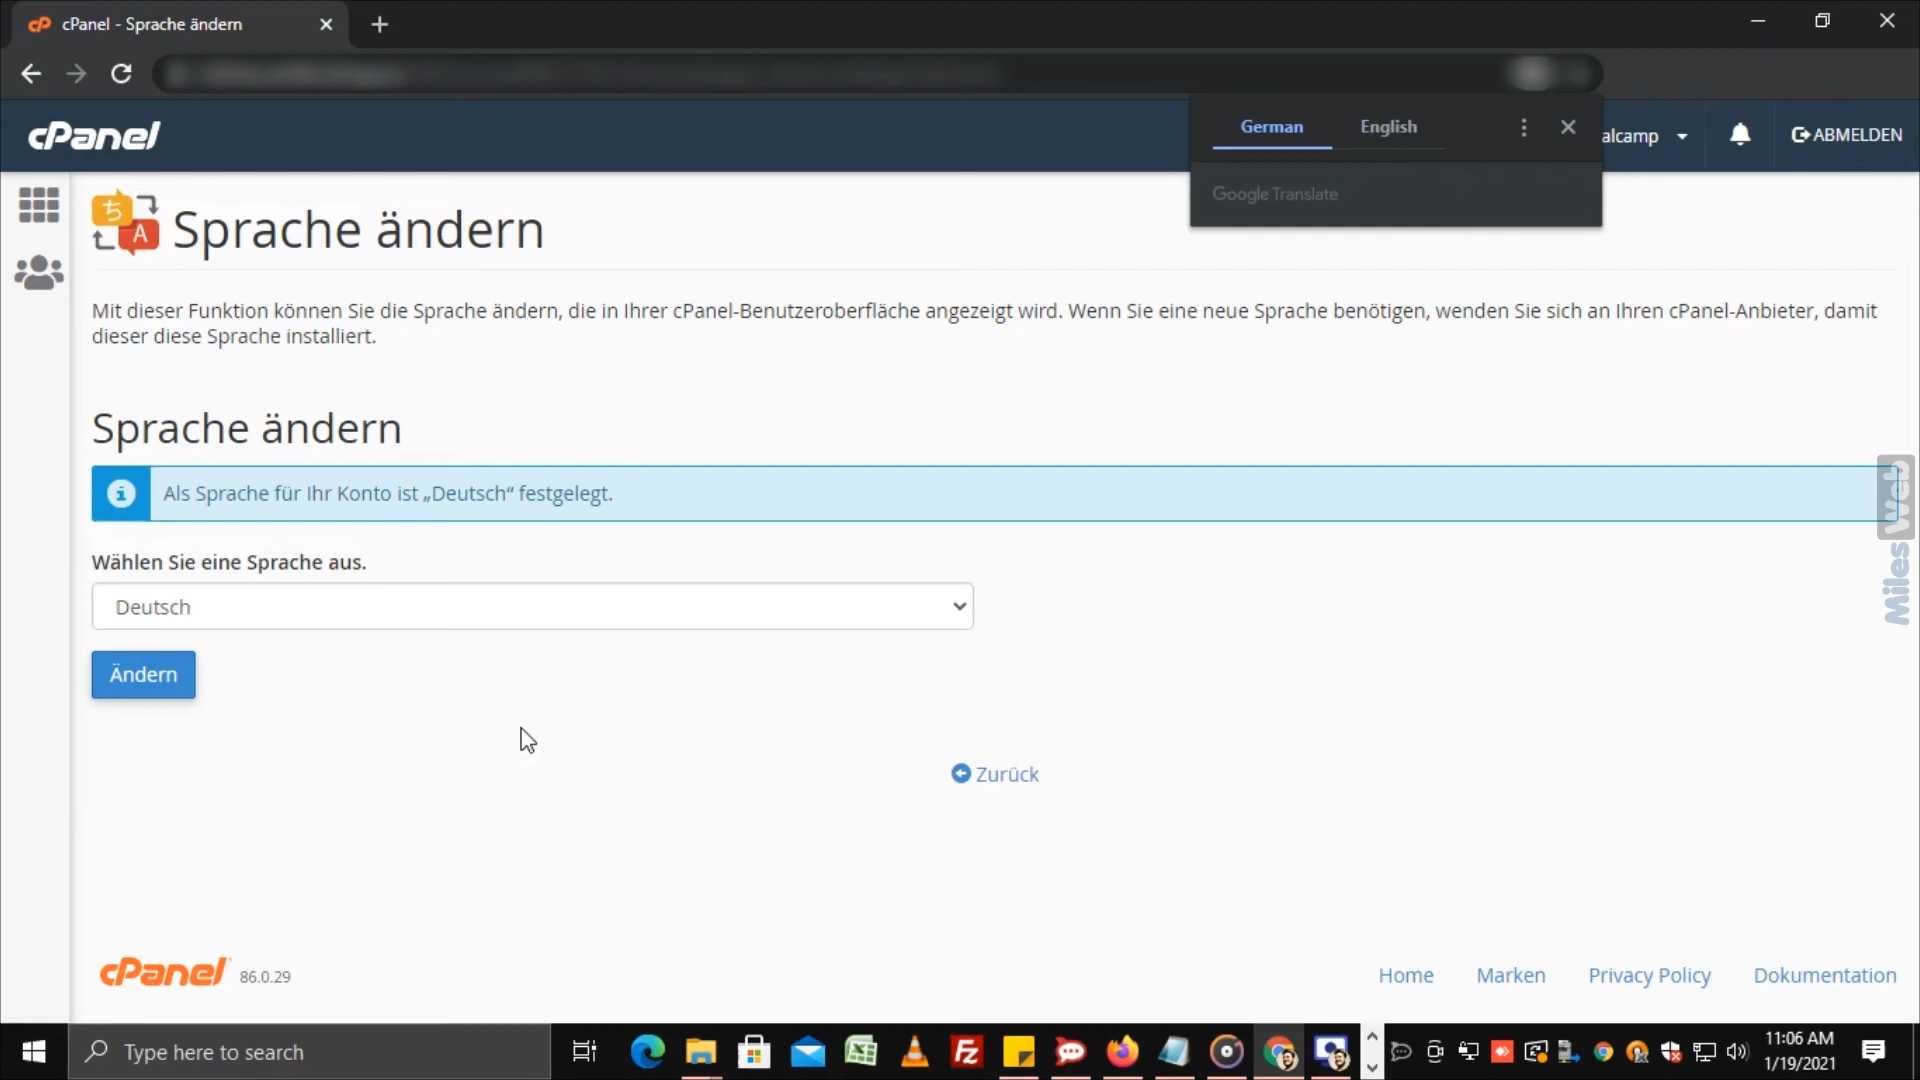 cPanel - Sprache ändern
cPanel
German
English
Google Translate
alcamp
ABMELDEN
Sprache ändern
Mit dieser Funktion können Sie die Sprache ändern, die in Ihrer cPanel-Benutzeroberfläche angezeigt wird. Wenn Sie eine neue Sprache benötigen, wenden Sie sich an Ihren cPanel-Anbieter, damit
dieser diese Sprache installiert.
Sprache ändern
Als Sprache für Ihr Konto ist „Deutsch“ festgelegt.
Wählen Sie eine Sprache aus.
Deutsch
Ändern
Zurück
MilesWeb
cPanel 86.0.29
Home
Marken
Privacy Policy
Dokumentation
Type here to search
11:06 AM
1/19/2021